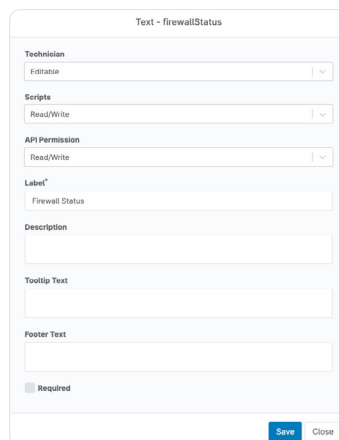 Text - firewallStatus
Technician
Editable
Scripts
Read/Write
API Permission
Read/Write
Label*
Firewall Status
Description
Tooltip Text
Footer Text
Required
Save Close